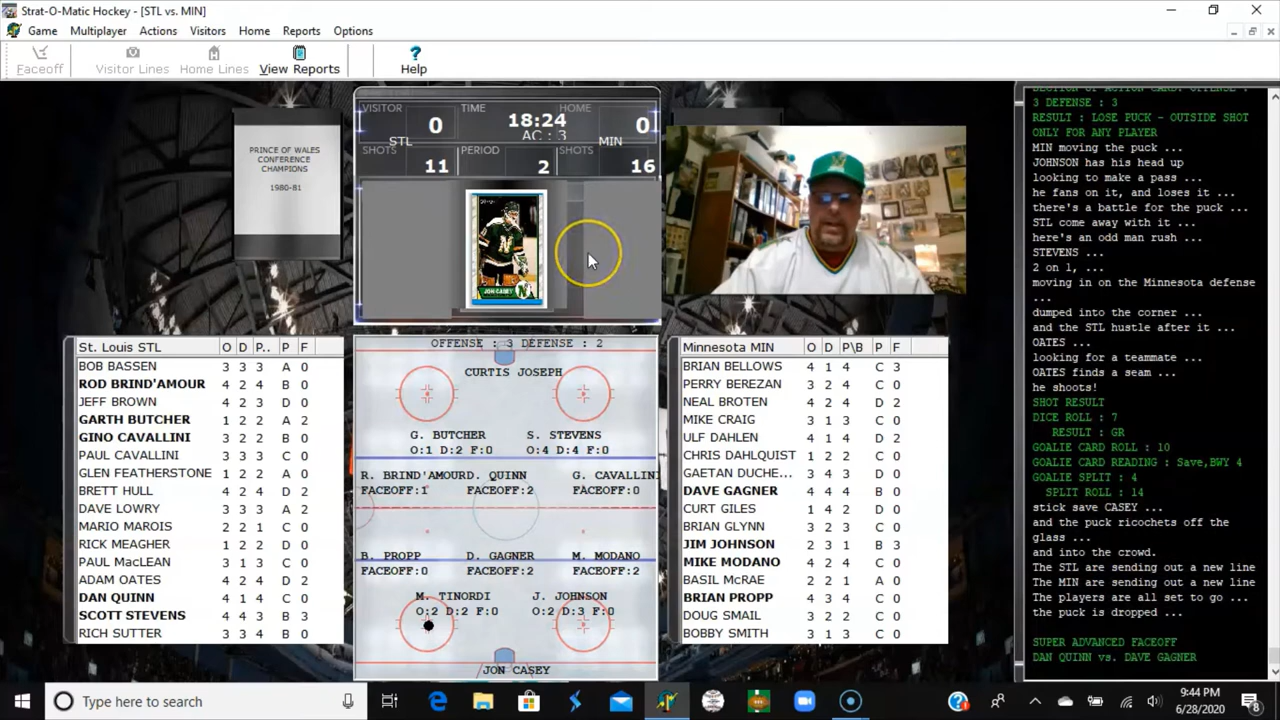 Strat-O-Matic Hockey - [STL vs. MIN]
Game Multiplayer Actions Visitors Home Reports Options
Faceoff Visitor Lines Home Lines View Reports Help
PRINCE OF WALES
CONFERENCE
CHAMPIONS
1980-81
VISITOR TIME HOME
0 18:24 0
AC : 3
STL MIN
SHOTS PERIOD SHOTS
11 2 16
JON CASEY
St. Louis STL O D P.. P F
BOB BASSEN 3 3 3 A 0
ROD BRIND'AMOUR 4 2 4 B 0
JEFF BROWN 4 2 3 D 0
GARTH BUTCHER 1 2 2 A 2
GINO CAVALLINI 3 2 2 B 0
PAUL CAVALLINI 3 3 3 C 0
GLEN FEATHERSTONE 1 2 2 A 0
BRETT HULL 4 2 4 D 2
DAVE LOWRY 3 3 3 A 2
MARIO MAROIS 2 2 1 C 0
RICK MEAGHER 1 2 2 D 0
PAUL MacLEAN 3 1 3 C 0
ADAM OATES 4 2 4 D 2
DAN QUINN 4 1 4 C 0
SCOTT STEVENS 4 4 3 B 3
RICH SUTTER 3 3 4 B 0
OFFENSE : 3 DEFENSE : 2
CURTIS JOSEPH
G. BUTCHER S. STEVENS
O:1 D:2 F:0 O:4 D:4 F:0
R. BRIND'AMOURD. QUINN G. CAVALLINI
FACEOFF:1 FACEOFF:2 FACEOFF:0
B. PROPP D. GAGNER M. MODANO
FACEOFF:0 FACEOFF:2 FACEOFF:2
M. TINORDI J. JOHNSON
O:2 D:2 F:0 O:2 D:3 F:0
JON CASEY
Minnesota MIN O D P\B P F
BRIAN BELLOWS 4 1 4 C 3
PERRY BEREZAN 3 4 3 C 0
NEAL BROTEN 4 2 4 D 2
MIKE CRAIG 3 1 3 C 0
ULF DAHLEN 4 1 4 D 2
CHRIS DAHLQUIST 1 2 2 C 0
GAETAN DUCHE... 3 4 3 D 0
DAVE GAGNER 4 4 4 B 0
CURT GILES 1 4 2 D 0
BRIAN GLYNN 3 2 3 C 0
JIM JOHNSON 2 3 1 B 3
MIKE MODANO 4 2 4 C 0
BASIL McRAE 2 2 1 A 0
BRIAN PROPP 4 3 4 C 0
DOUG SMAIL 3 2 2 C 0
BOBBY SMITH 3 1 3 C 0
SECTION OF ACTION CARD: OFFENSE :
3 DEFENSE : 3
RESULT : LOSE PUCK - OUTSIDE SHOT
ONLY FOR ANY PLAYER
MIN moving the puck ...
JOHNSON has his head up
looking to make a pass ...
he fans on it, and loses it ...
there's a battle for the puck ...
STL come away with it ...
here's an odd man rush ...
STEVENS ...
2 on 1, ...
moving in on the Minnesota defense
...
dumped into the corner ...
and the STL hustle after it ...
OATES ...
looking for a teammate ...
OATES finds a seam ...
he shoots!
SHOT RESULT
DICE ROLL : 7
RESULT : GR
GOALIE CARD ROLL : 10
GOALIE CARD READING : Save,BWY 4
GOALIE SPLIT : 4
SPLIT ROLL : 14
stick save CASEY ...
and the puck ricochets off the
glass ...
and into the crowd.
The STL are sending out a new line
The MIN are sending out a new line
The players are all set to go ...
the puck is dropped ...
SUPER ADVANCED FACEOFF
DAN QUINN vs. DAVE GAGNER
Type here to search
9:44 PM
6/28/2020
8